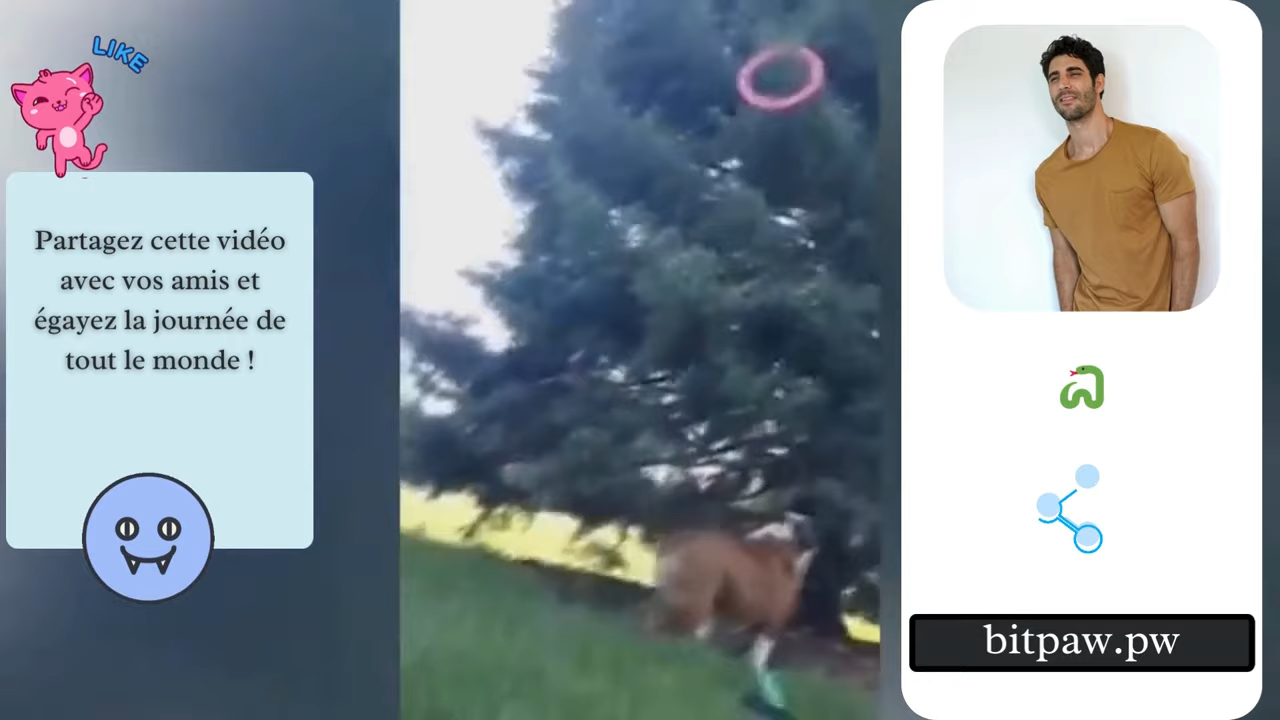 LIKE
Partagez cette vidéo
avec vos amis et
égayez la journée de
tout le monde !
bitpaw.pw